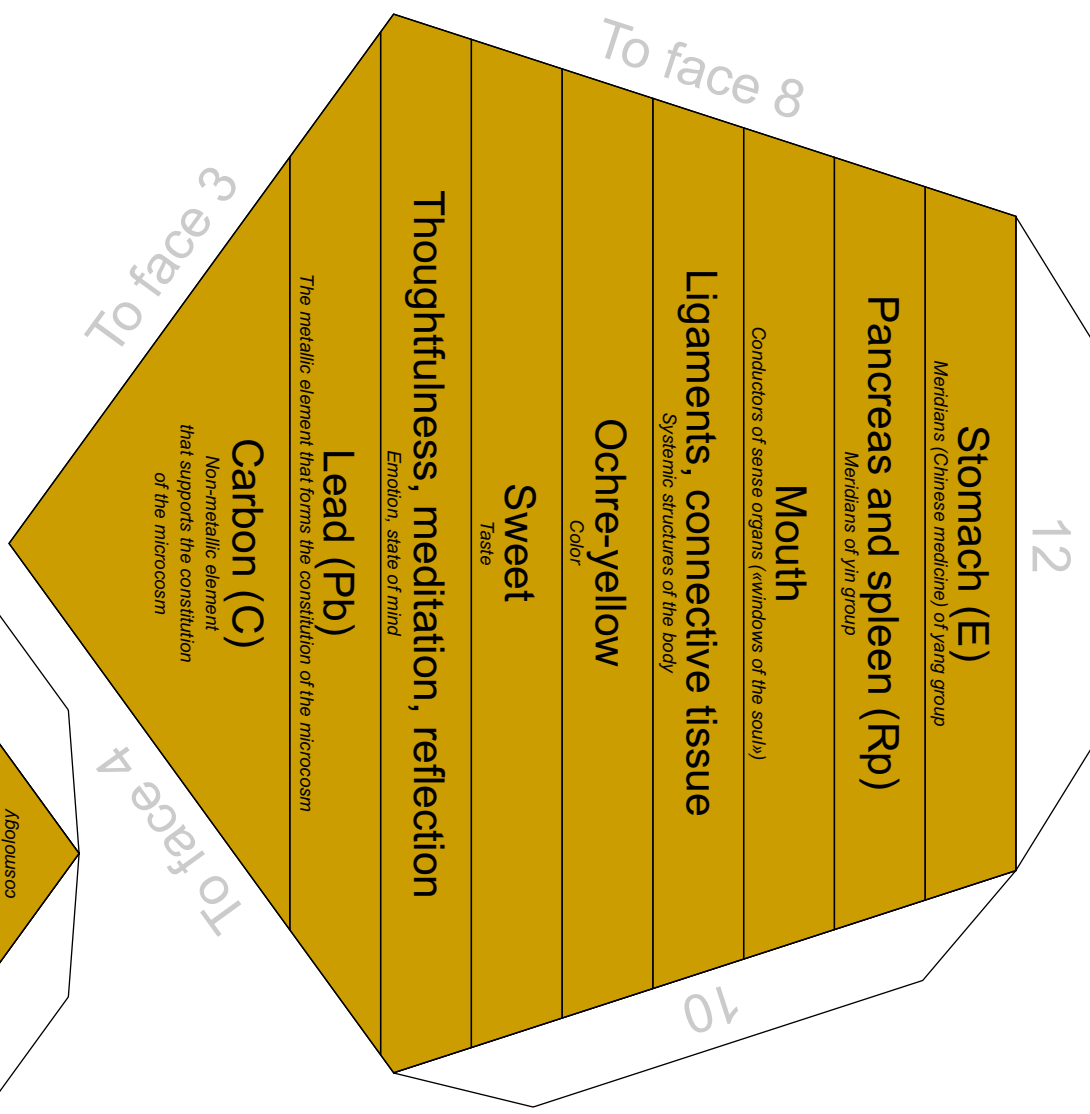 Stomach (E)
Meridians (Chinese medicine) of yang group
Pancreas and spleen (Rp)
Meridians of yin group
Mouth
Conductors of sense organs («windows of the soul»)
Ligaments, connective tissue
Systemic structures of the body
Ochre-yellow
Color
Sweet
Taste
Thoughtfulness, meditation, reflection
Emotion, state of mind
Lead (Pb)
The metallic element that forms the constitution of the microcosm
Carbon (C)
Non-metallic element
that supports the constitution
of the microcosm
12
To face 8
10
To face 3
To face 4
cosmology